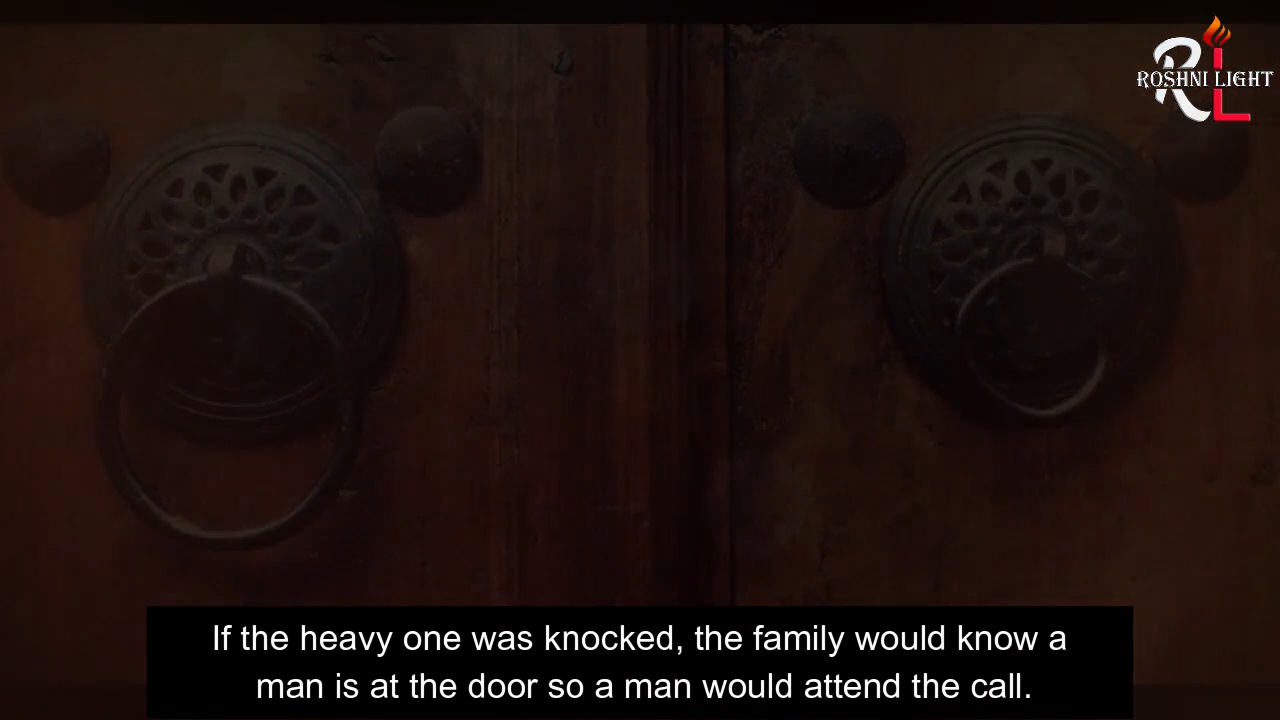 RL
ROSHNI LIGHT
If the heavy one was knocked, the family would know a
man is at the door so a man would attend the call.